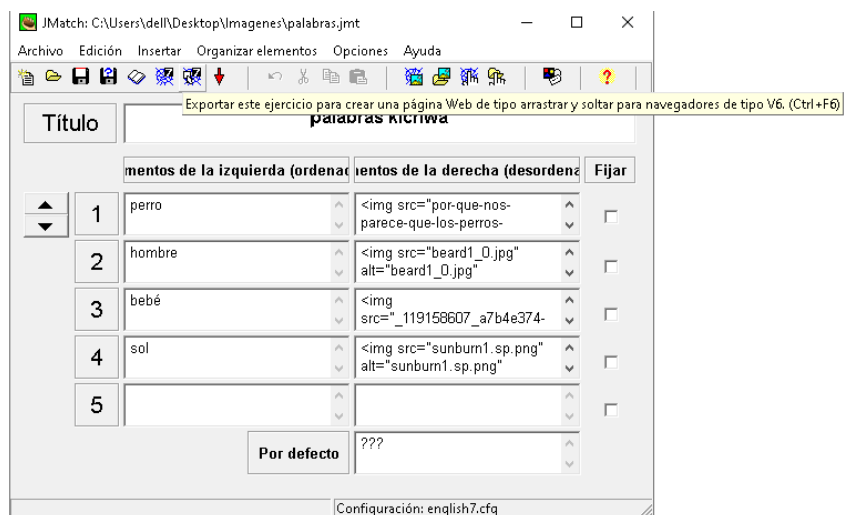 JMatch: C:\Users\dell\Desktop\Imagenes\palabras.jmt
Archivo Edición Insertar Organizar elementos Opciones Ayuda
Exportar este ejercicio para crear una página Web de tipo arrastrar y soltar para navegadores de tipo V6. (Ctrl+F6)
Título
palabras kichwa
mentos de la izquierda (ordenad
mentos de la derecha (desordena
Fijar
1
perro
<img src="por-que-nos-
parece-que-los-perros-
2
hombre
<img src="beard1_0.jpg"
alt="beard1_0.jpg"
3
bebé
<img
src="_119158607_a7b4e374-
4
sol
<img src="sunburn1.sp.png"
alt="sunburn1.sp.png"
5
Por defecto
???
Configuración: english7.cfg